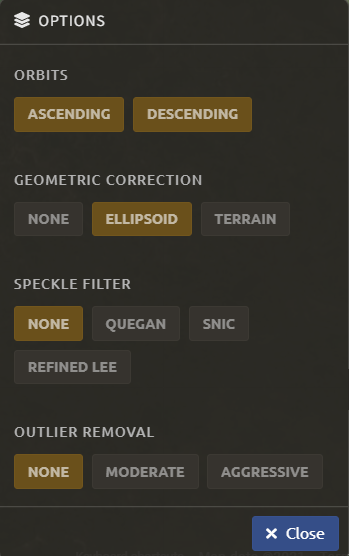 OPTIONS
ORBITS
ASCENDING DESCENDING
GEOMETRIC CORRECTION
NONE ELLIPSOID TERRAIN
SPECKLE FILTER
NONE QUEGAN SNIC
REFINED LEE
OUTLIER REMOVAL
NONE MODERATE AGGRESSIVE
Close